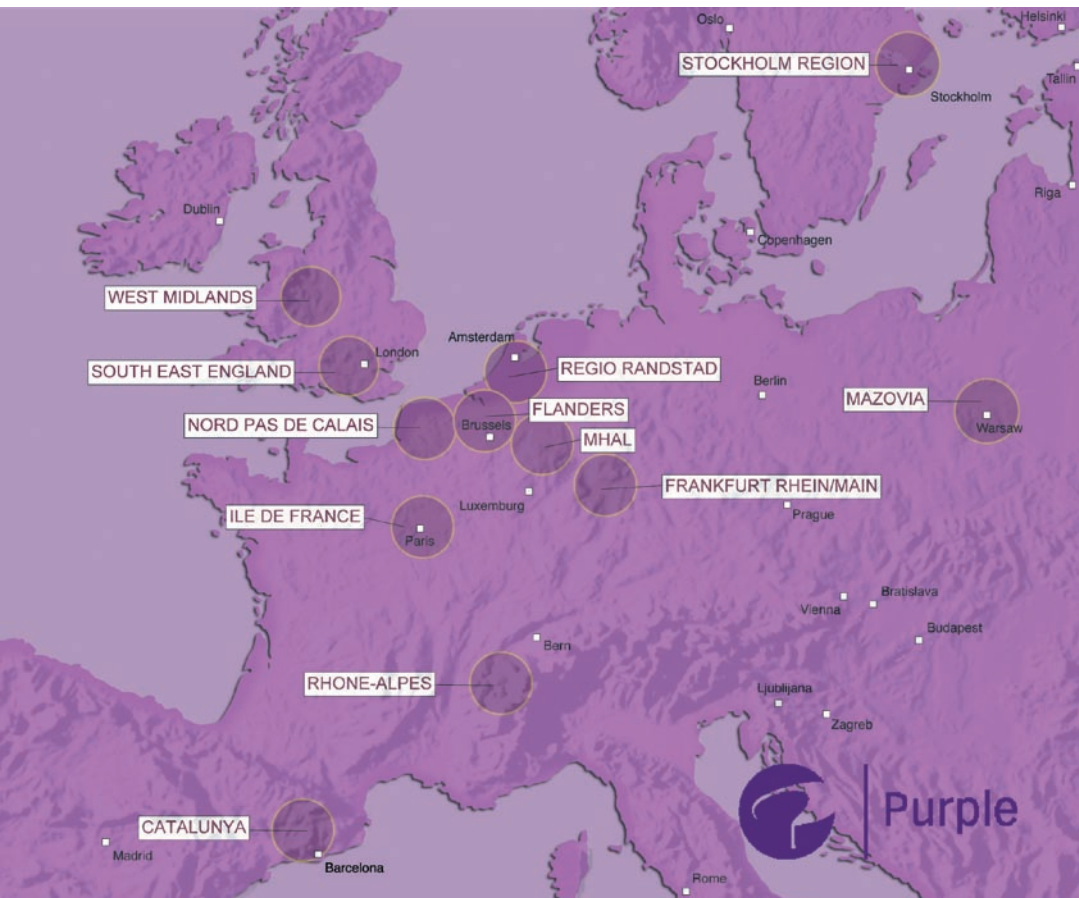 Oslo
Helsinki
STOCKHOLM REGION
Tallin
Stockholm
Riga
Dublin
Copenhagen
WEST MIDLANDS
Amsterdam
London
SOUTH EAST ENGLAND
REGIO RANDSTAD
Berlin
MAZOVIA
FLANDERS
NORD PAS DE CALAIS
Brussels
Warsaw
MHAL
FRANKFURT RHEIN/MAIN
Luxemburg
ILE DE FRANCE
Prague
Paris
Bratislava
Vienna
Budapest
Bern
RHONE-ALPES
Ljublijana
Zagreb
Purple
CATALUNYA
Madrid
Barcelona
Rome